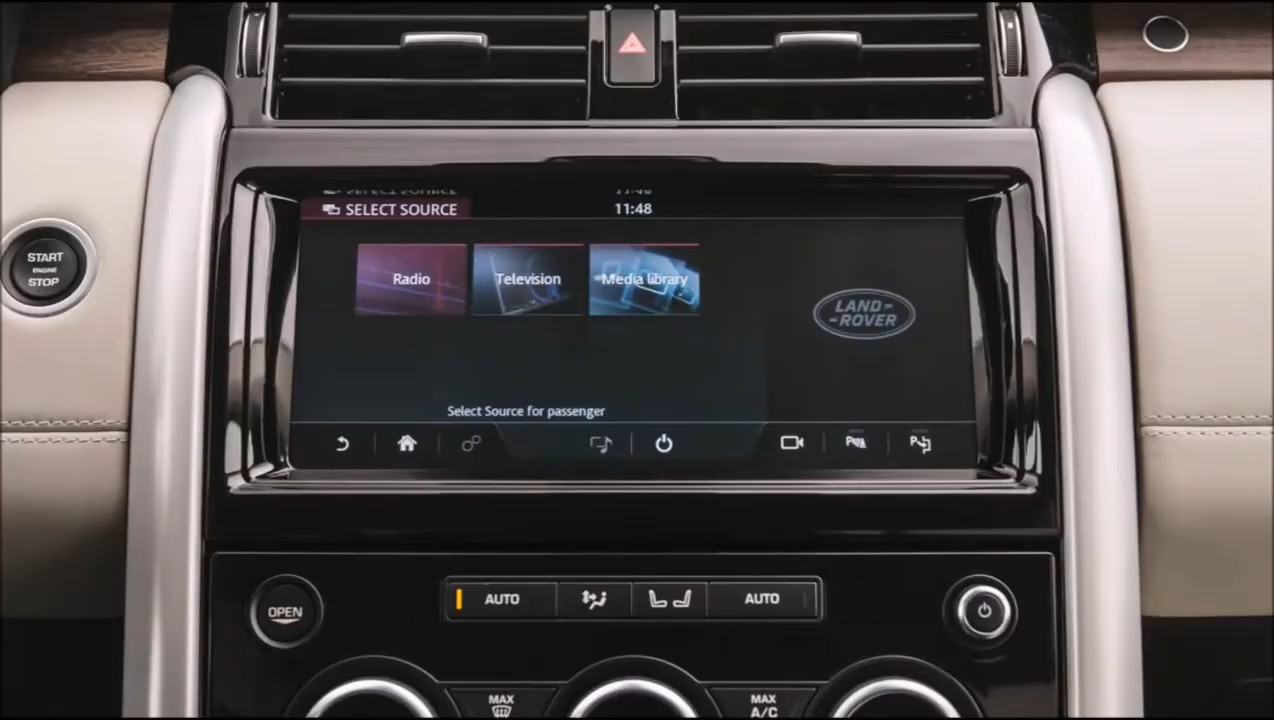 SELECT SOURCE
11:48
START
ENGINE
STOP
Radio
Television
Media library
LAND-
-ROVER
Select Source for passenger
OPEN
AUTO
AUTO
MAX
MAX
A/C